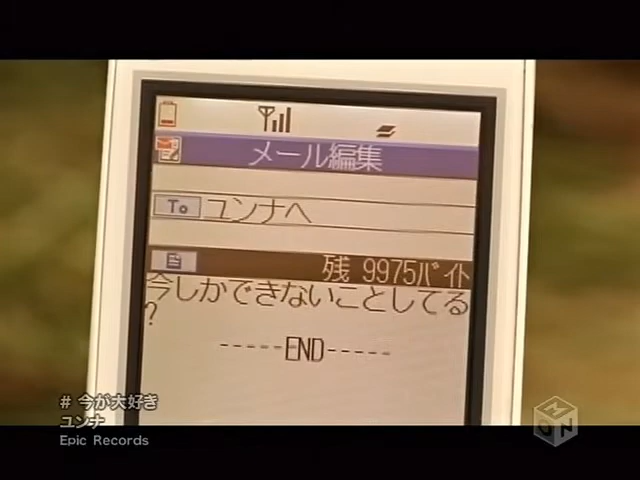 メール編集
To ユンナへ
残 9975バイト
今しかできないことしてる
?
-----END-----
# 今が大好き
ユンナ
Epic Records
M
ON